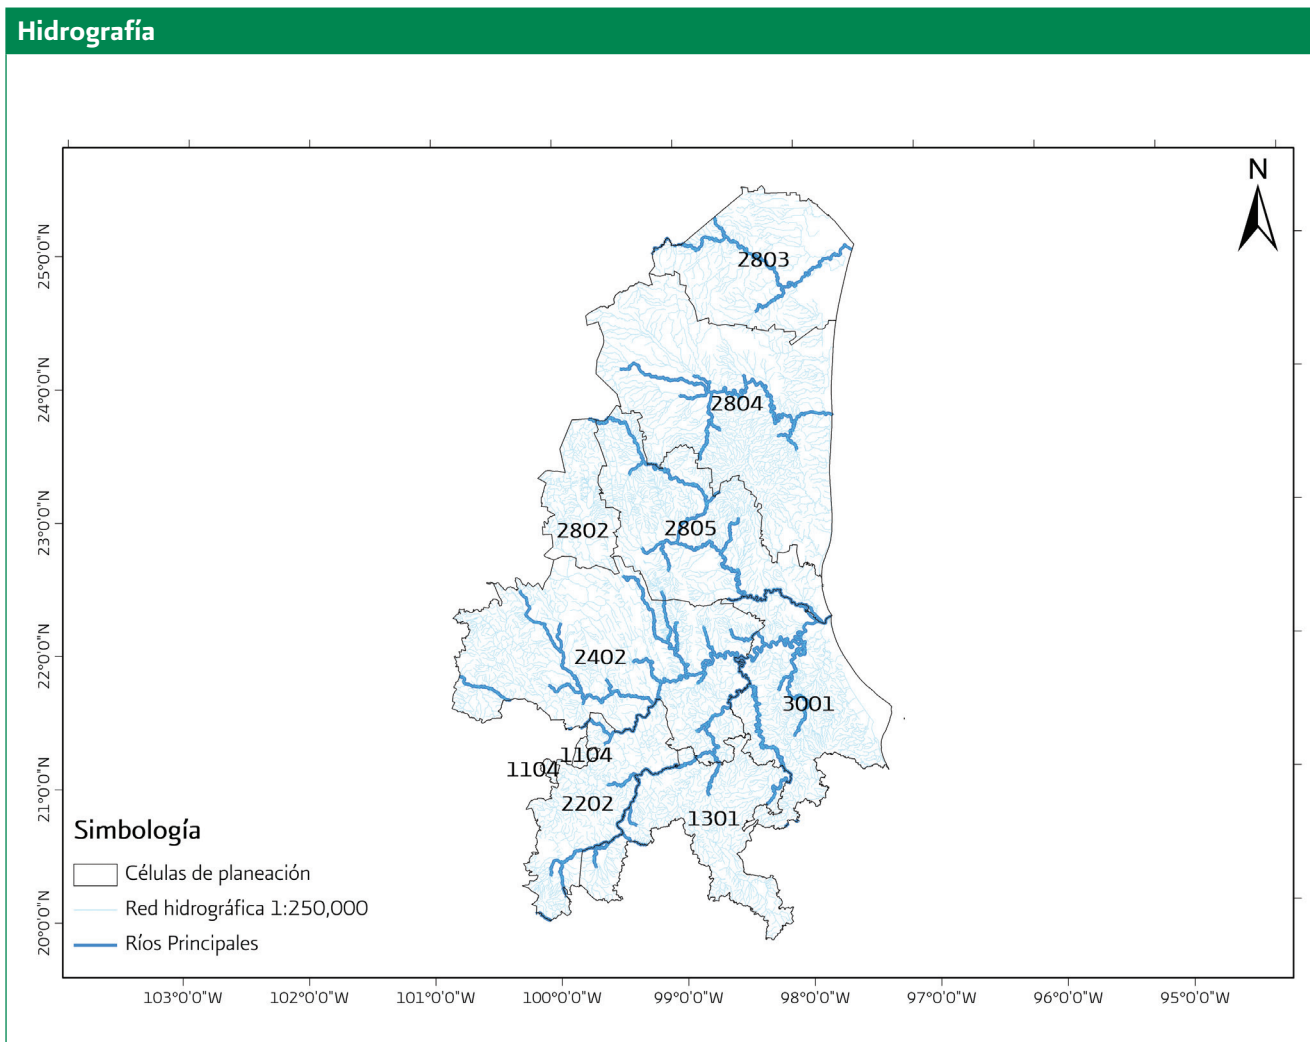 Hidrografía
N
25°0'0"N
24°0'0"N
23°0'0"N
22°0'0"N
21°0'0"N
20°0'0"N
2803
2804
2802
2805
2402
3001
1104
1104
2202
1301
Simbología
Células de planeación
Red hidrográfica 1:250,000
Ríos Principales
103°0'0"W
102°0'0"W
101°0'0"W
100°0'0"W
99°0'0"W
98°0'0"W
97°0'0"W
96°0'0"W
95°0'0"W